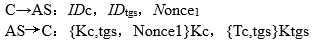 C→AS：IDc，IDtgs，Nonce1
AS→C：{Kc,tgs，Nonce1}Kc，{Tc,tgs}Ktgs